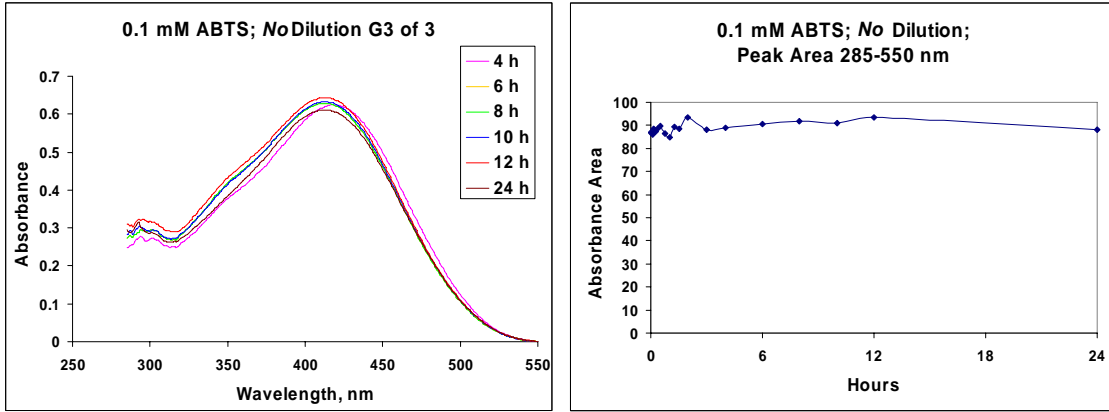 0.1 mM ABTS; No Dilution G3 of 3
0.7
0.6
0.5
0.4
0.3
0.2
0.1
0
250
300
350
400
450
500
550
Absorbance
Wavelength, nm
4 h
6 h
8 h
10 h
12 h
24 h
0.1 mM ABTS; No Dilution;
Peak Area 285-550 nm
100
90
80
70
60
50
40
30
20
10
0
0
6
12
18
24
Absorbance Area
Hours